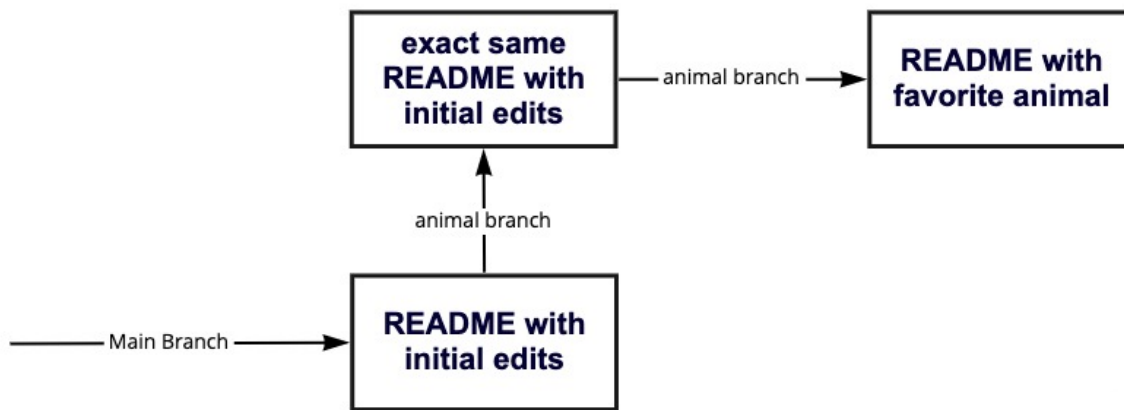 exact same
README with
initial edits
animal branch
README with
favorite animal
animal branch
Main Branch
README with
initial edits